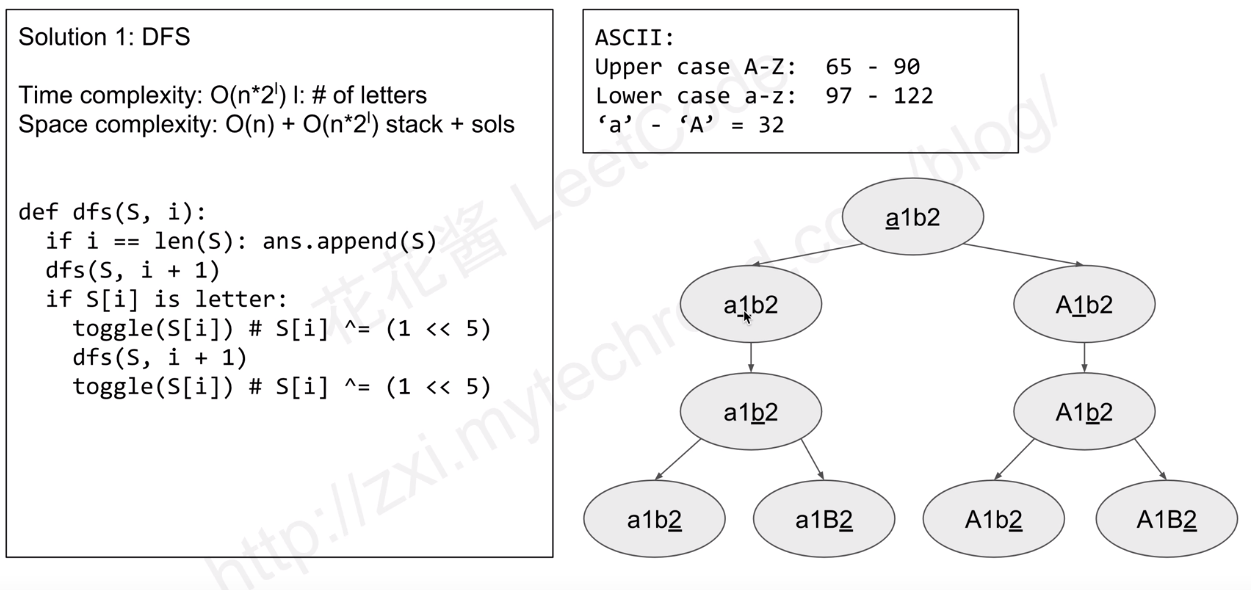 Solution 1: DFS
Time complexity: O(n*2^l) l: # of letters
Space complexity: O(n) + O(n*2^l) stack + sols
def dfs(S, i):
  if i == len(S): ans.append(S)
  dfs(S, i + 1)
  if S[i] is letter:
    toggle(S[i]) # S[i] ^= (1 << 5)
    dfs(S, i + 1)
    toggle(S[i]) # S[i] ^= (1 << 5)
ASCII:
Upper case A-Z: 65 - 90
Lower case a-z: 97 - 122
‘a’ - ‘A’ = 32
a1b2
a1b2
A1b2
a1b2
A1b2
a1b2
a1B2
A1b2
A1B2
花花酱 LeetCode
http://zxi.mytechroad.com/blog/